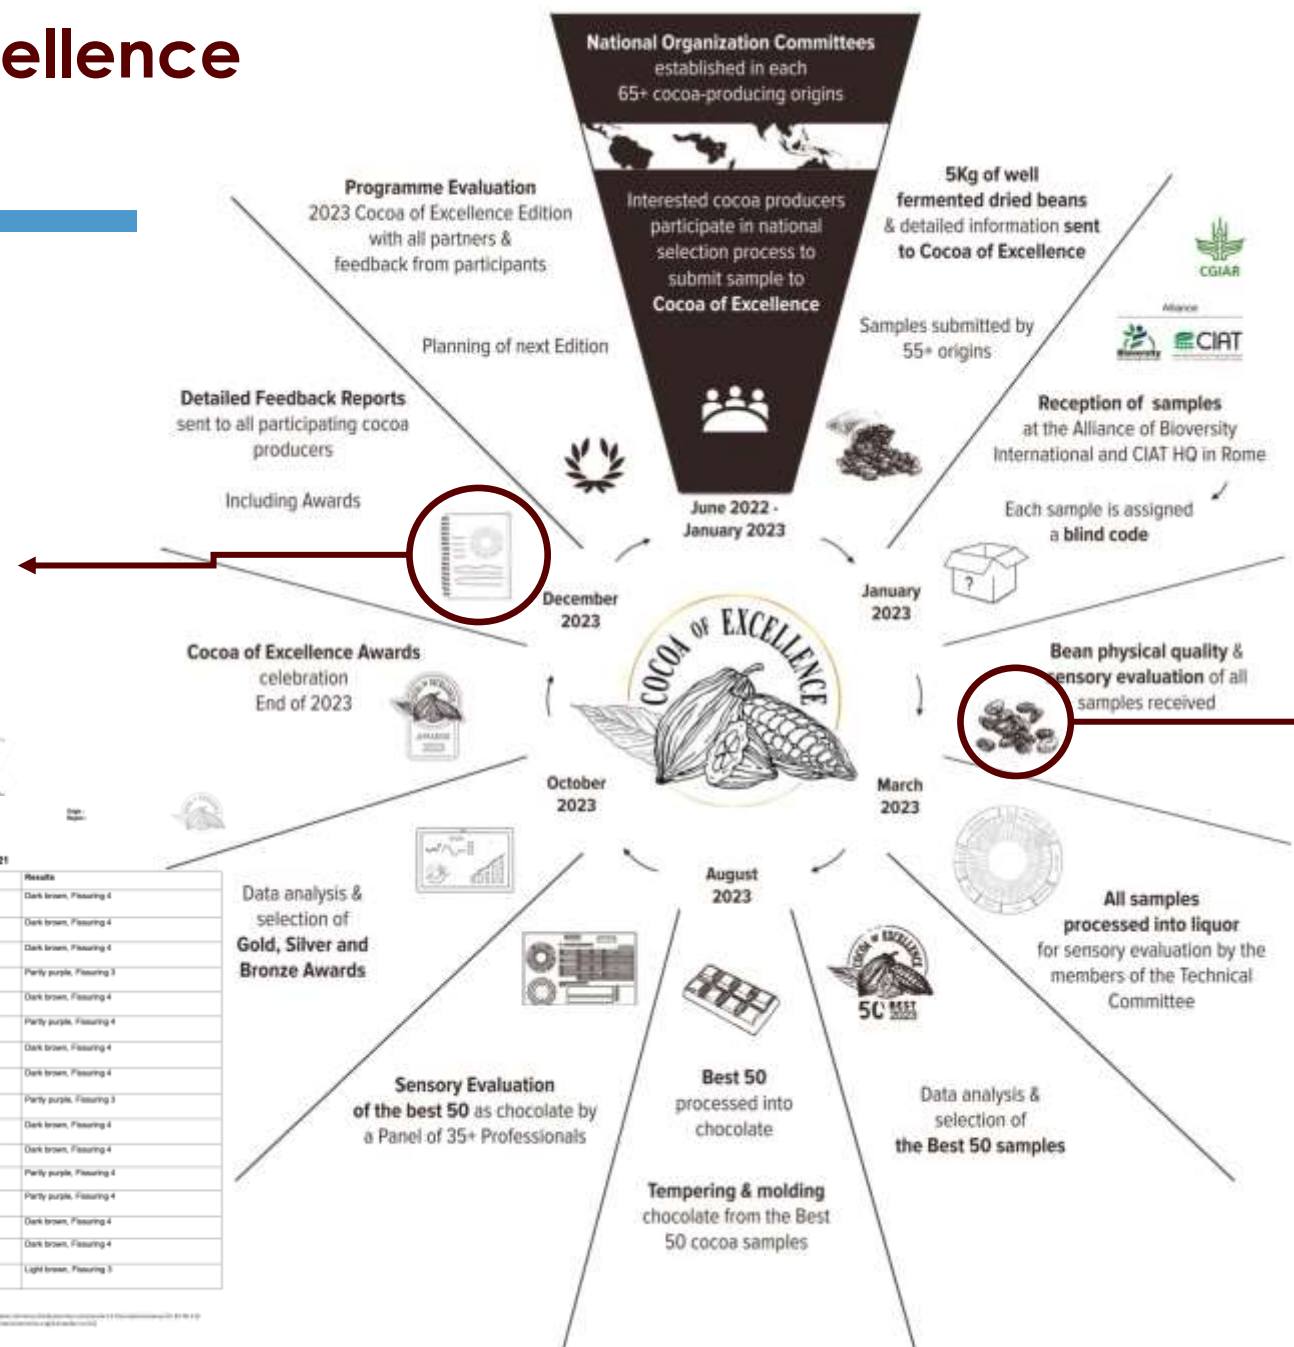 ellence
National Organization Committees
established in each
65+ cocoa-producing origins
Interested cocoa producers
participate in national
selection process to
submit sample to
Cocoa of Excellence
June 2022 -
January 2023
5Kg of well
fermented dried beans
& detailed information sent
to Cocoa of Excellence
Samples submitted by
55+ origins
CGIAR
Alliance
Bioversity
CIAT
Reception of samples
at the Alliance of Bioversity
International and CIAT HQ in Rome
Each sample is assigned
a blind code
?
January
2023
Bean physical quality &
sensory evaluation of all
samples received
March
2023
All samples
processed into liquor
for sensory evaluation by the
members of the Technical
Committee
COCOA OF EXCELLENCE
50 BEST
2023
Data analysis &
selection of
the Best 50 samples
August
2023
Best 50
processed into
chocolate
Tempering & molding
chocolate from the Best
50 cocoa samples
Sensory Evaluation
of the best 50 as chocolate by
a Panel of 35+ Professionals
October
2023
Data analysis &
selection of
Gold, Silver and
Bronze Awards
Cocoa of Excellence Awards
celebration
End of 2023
AWARDS
December
2023
Detailed Feedback Reports
sent to all participating cocoa
producers
Including Awards
Programme Evaluation
2023 Cocoa of Excellence Edition
with all partners &
feedback from participants
Planning of next Edition
COCOA OF EXCELLENCE
Origin :
Region :
21
Results
Dark brown, Fissuring 4
Dark brown, Fissuring 4
Dark brown, Fissuring 4
Partly purple, Fissuring 3
Dark brown, Fissuring 4
Partly purple, Fissuring 4
Dark brown, Fissuring 4
Dark brown, Fissuring 4
Partly purple, Fissuring 3
Dark brown, Fissuring 4
Dark brown, Fissuring 4
Partly purple, Fissuring 4
Partly purple, Fissuring 4
Dark brown, Fissuring 4
Dark brown, Fissuring 4
Light brown, Fissuring 3